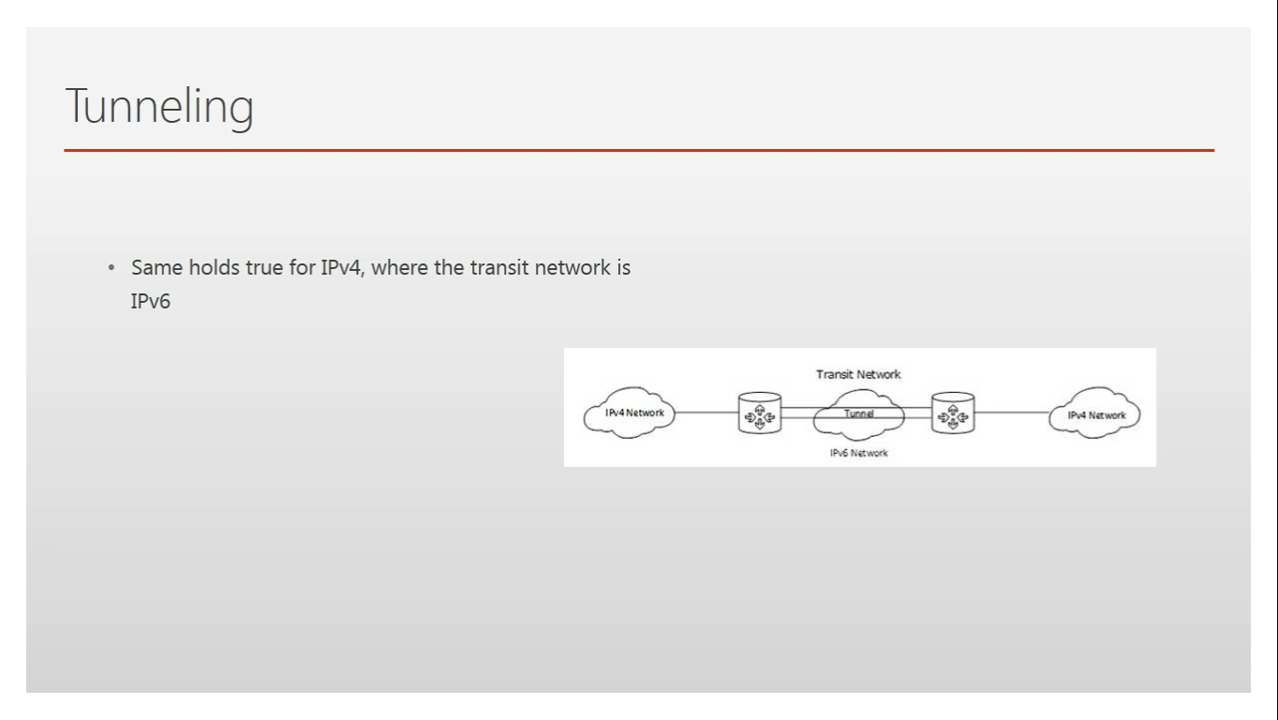 Tunneling
• Same holds true for IPv4, where the transit network is
IPv6
Transit Network
IPv4 Network
Tunnel
IPv4 Network
IPv6 Network